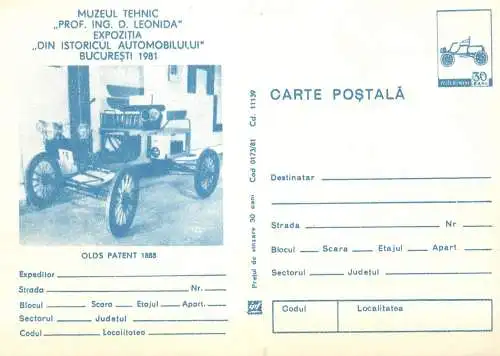 MUZEUL TEHNIC
„PROF. ING. D. LEONIDA"
EXPOZIȚIA
„DIN ISTORICUL AUTOMOBILULUI"
BUCUREȘTI 1981
OLDS PATENT 1888
Expeditor
Strada Nr.
Blocul Scara Etajul Apart.
Sectorul Județul
Codul Localitatea
Prețul de vînzare 30 bani Cod 0173/81 Cd. 11139
30
BANI
CARTE POȘTALĂ
Destinatar
Strada Nr
Blocul Scara Etajul Apart.
Sectorul Județul
Codul Localitatea